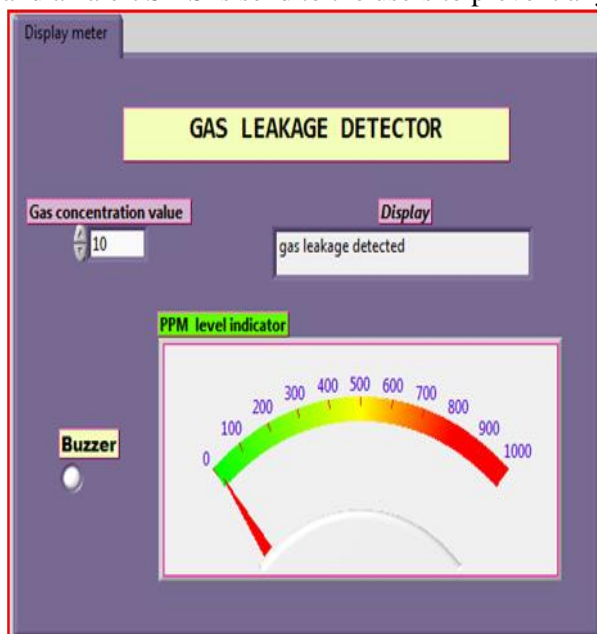 Display meter
GAS LEAKAGE DETECTOR
Gas concentration value
10
Display
gas leakage detected
PPM level indicator
0
100
200
300
400
500
600
700
800
900
1000
Buzzer